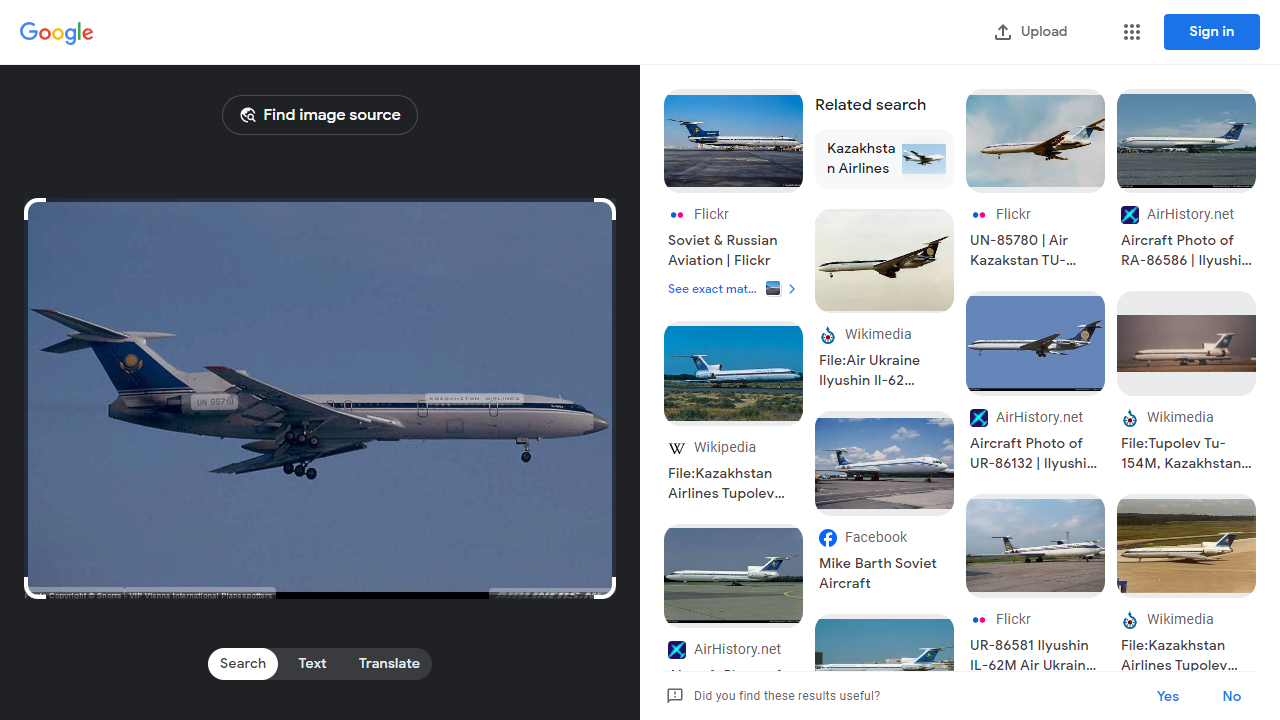 Google
Upload
Sign in
Find image source
UN 85719
KAZAKHSTAN AIRLINES
Copyright © Snorre | VIP Vienna International Planespotters
AIRLINERS.NET
Search
Text
Translate
Flickr
Soviet & Russian
Aviation | Flickr
See exact mat...
Wikipedia
File:Kazakhstan
Airlines Tupolev...
AirHistory.net
Related search
Kazakhsta
n Airlines
Wikimedia
File:Air Ukraine
Ilyushin Il-62...
Facebook
Mike Barth Soviet
Aircraft
Flickr
UN-85780 | Air
Kazakstan TU-...
AirHistory.net
Aircraft Photo of
UR-86132 | Ilyushi...
Flickr
UR-86581 Ilyushin
IL-62M Air Ukrain...
AirHistory.net
Aircraft Photo of
RA-86586 | Ilyushi...
Wikimedia
File:Tupolev Tu-
154M, Kazakhstan...
Wikimedia
File:Kazakhstan
Airlines Tupolev...
Did you find these results useful?
Yes
No